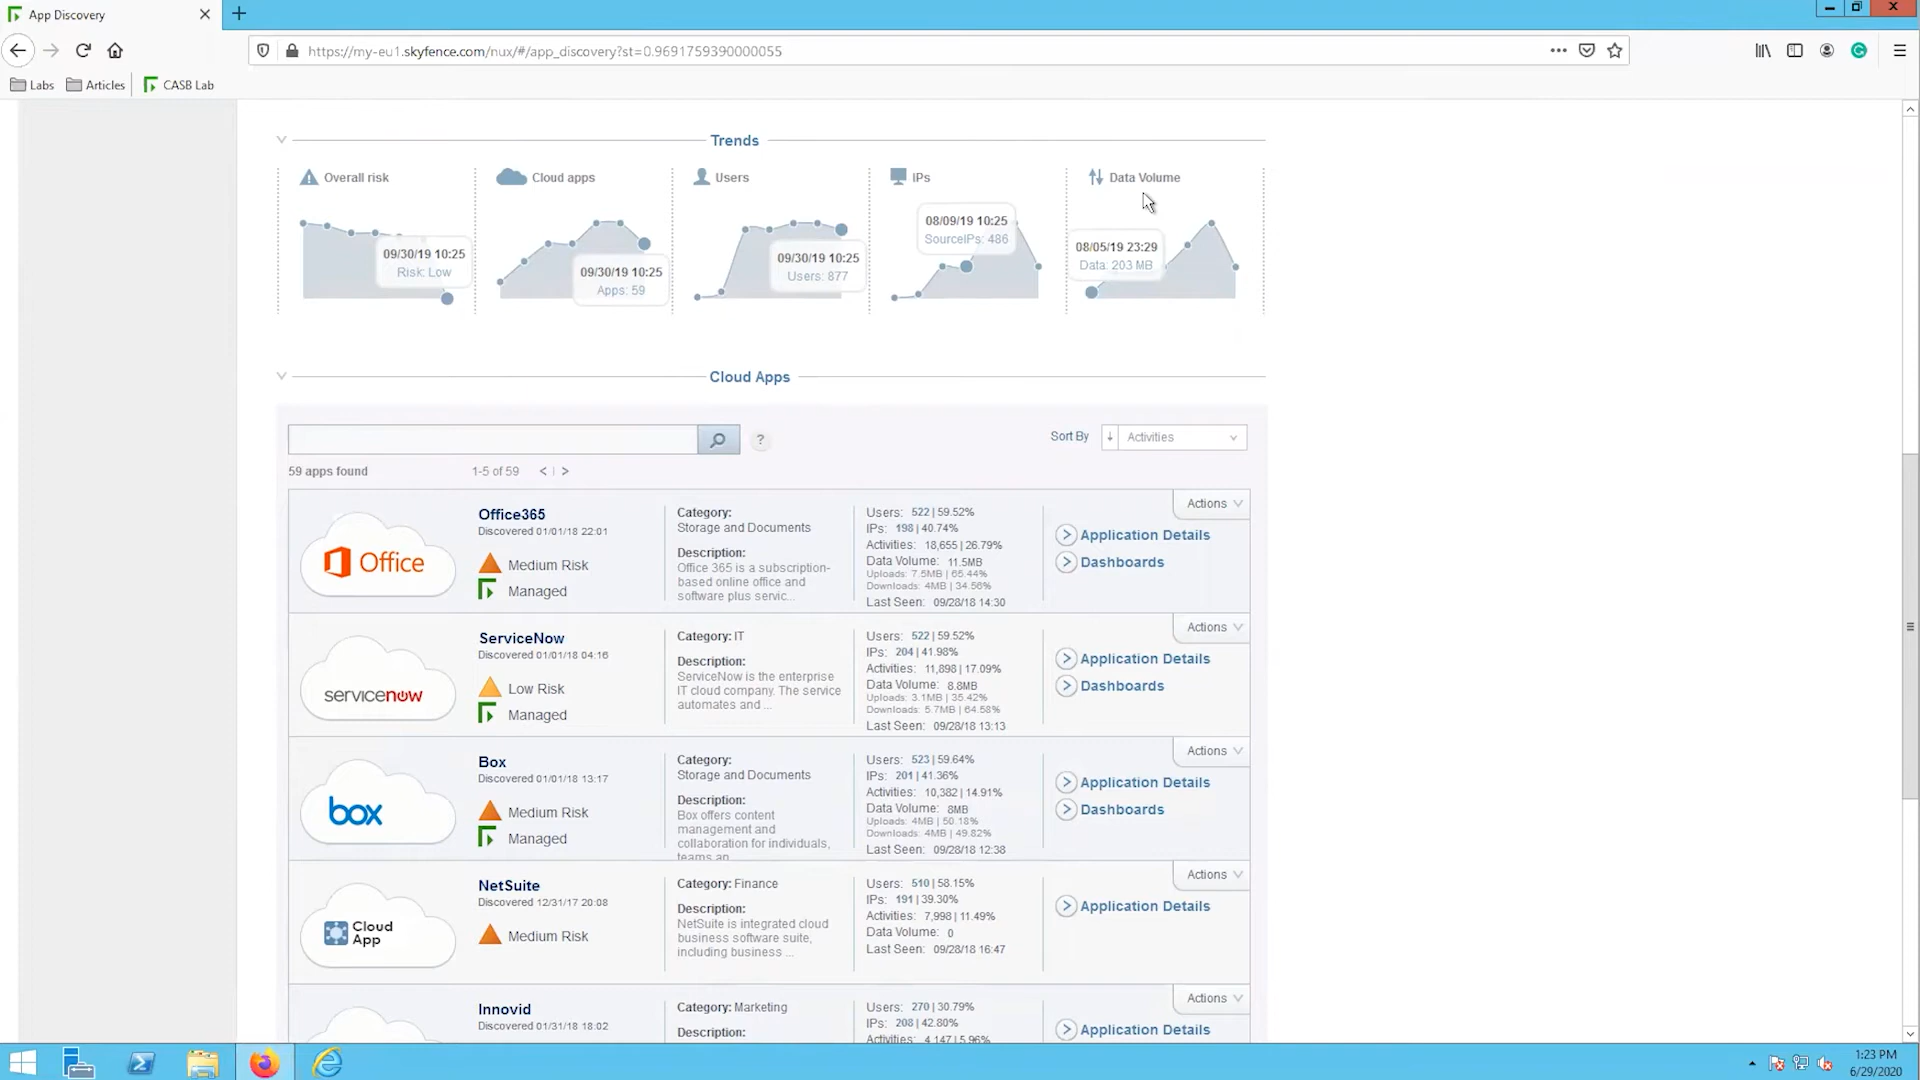 App Discovery
https://my-eu1.skyfence.com/nux/#/app_discovery?st=0.9691759390000055
Labs
Articles
CASB Lab
Trends
Overall risk
Cloud apps
Users
IPs
Data Volume
09/30/19 10:25
Risk: Low
09/30/19 10:25
Apps: 59
09/30/19 10:25
Users: 877
08/09/19 10:25
SourceIPs: 486
08/05/19 23:29
Data: 203 MB
Cloud Apps
?
Sort By
Activities
59 apps found
1-5 of 59
< | >
Office
Office365
Discovered 01/01/18 22:01
Medium Risk
Managed
Category:
Storage and Documents
Description:
Office 365 is a subscription-
based online office and
software plus servic...
Users: 522 | 59.52%
IPs: 198 | 40.74%
Activities: 18,655 | 26.79%
Data Volume: 11.5MB
Uploads: 7.5MB | 65.44%
Downloads: 4MB | 34.56%
Last Seen: 09/28/18 14:30
Actions
Application Details
Dashboards
servicenow
ServiceNow
Discovered 01/01/18 04:16
Low Risk
Managed
Category: IT
Description:
ServiceNow is the enterprise
IT cloud company. The service
automates and ...
Users: 522 | 59.52%
IPs: 204 | 41.98%
Activities: 11,898 | 17.09%
Data Volume: 8.8MB
Uploads: 3.1MB | 35.42%
Downloads: 5.7MB | 64.58%
Last Seen: 09/28/18 13:13
Actions
Application Details
Dashboards
box
Box
Discovered 01/01/18 13:17
Medium Risk
Managed
Category:
Storage and Documents
Description:
Box offers content
management and
collaboration for individuals,
teams an
Users: 523 | 59.64%
IPs: 201 | 41.36%
Activities: 10,382 | 14.91%
Data Volume: 8MB
Uploads: 4MB | 50.18%
Downloads: 4MB | 49.82%
Last Seen: 09/28/18 12:38
Actions
Application Details
Dashboards
Cloud
App
NetSuite
Discovered 12/31/17 20:08
Medium Risk
Category: Finance
Description:
NetSuite is integrated cloud
business software suite,
including business ...
Users: 510 | 58.15%
IPs: 191 | 39.30%
Activities: 7,998 | 11.49%
Data Volume: 0
Last Seen: 09/28/18 16:47
Actions
Application Details
Innovid
Discovered 01/31/18 18:02
Category: Marketing
Description:
Users: 270 | 30.79%
IPs: 208 | 42.80%
Activities: 4,147 | 5.96%
Actions
Application Details
1:23 PM
6/29/2020